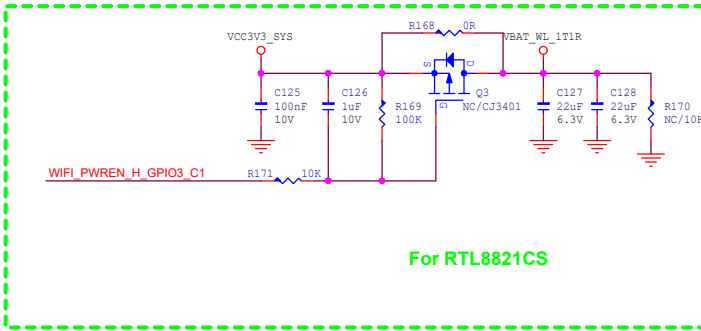 R168 0R
VCC3V3_SYS
VBAT_WL_1T1R
S
D
G
C125
100nF
10V
C126
1uF
10V
R169
100K
Q3
NC/CJ3401
C127
22uF
6.3V
C128
22uF
6.3V
R170
NC/10K
WIFI_PWREN_H_GPIO3_C1
R171 10K
For RTL8821CS